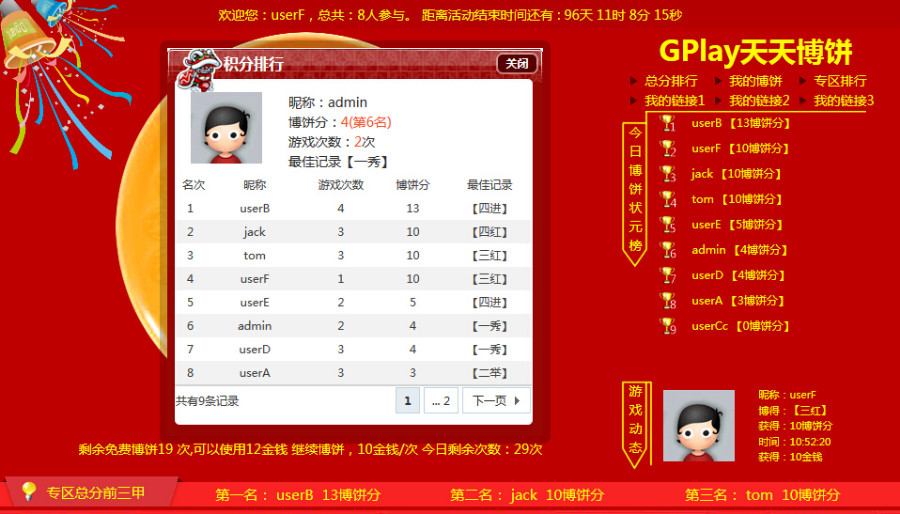 欢迎您：userF，总共：8人参与。 距离活动结束时间还有：96天 11时 8分 15秒
积分排行
关闭
昵称：admin
博饼分：4(第6名)
游戏次数：2次
最佳记录【一秀】
名次 昵称 游戏次数 博饼分 最佳记录
1 userB 4 13 【四进】
2 jack 3 10 【四红】
3 tom 3 10 【三红】
4 userF 1 10 【三红】
5 userE 2 5 【四进】
6 admin 2 4 【一秀】
7 userD 3 4 【一秀】
8 userA 3 3 【二举】
共有9条记录 1 ... 2 下一页
剩余免费博饼19 次,可以使用12金钱 继续博饼，10金钱/次 今日剩余次数：29次
GPlay天天博饼
总分排行 我的博饼 专区排行
我的链接1 我的链接2 我的链接3
今日博饼状元榜
1 userB 【13博饼分】
2 userF 【10博饼分】
3 jack 【10博饼分】
4 tom 【10博饼分】
5 userE 【5博饼分】
6 admin 【4博饼分】
7 userD 【4博饼分】
8 userA 【3博饼分】
9 userCc 【0博饼分】
游戏动态
昵称：userF
博得：【三红】
获得：10博饼分
时间：10:52:20
获得：10金钱
专区总分前三甲 第一名： userB 13博饼分 第二名： jack 10博饼分 第三名： tom 10博饼分